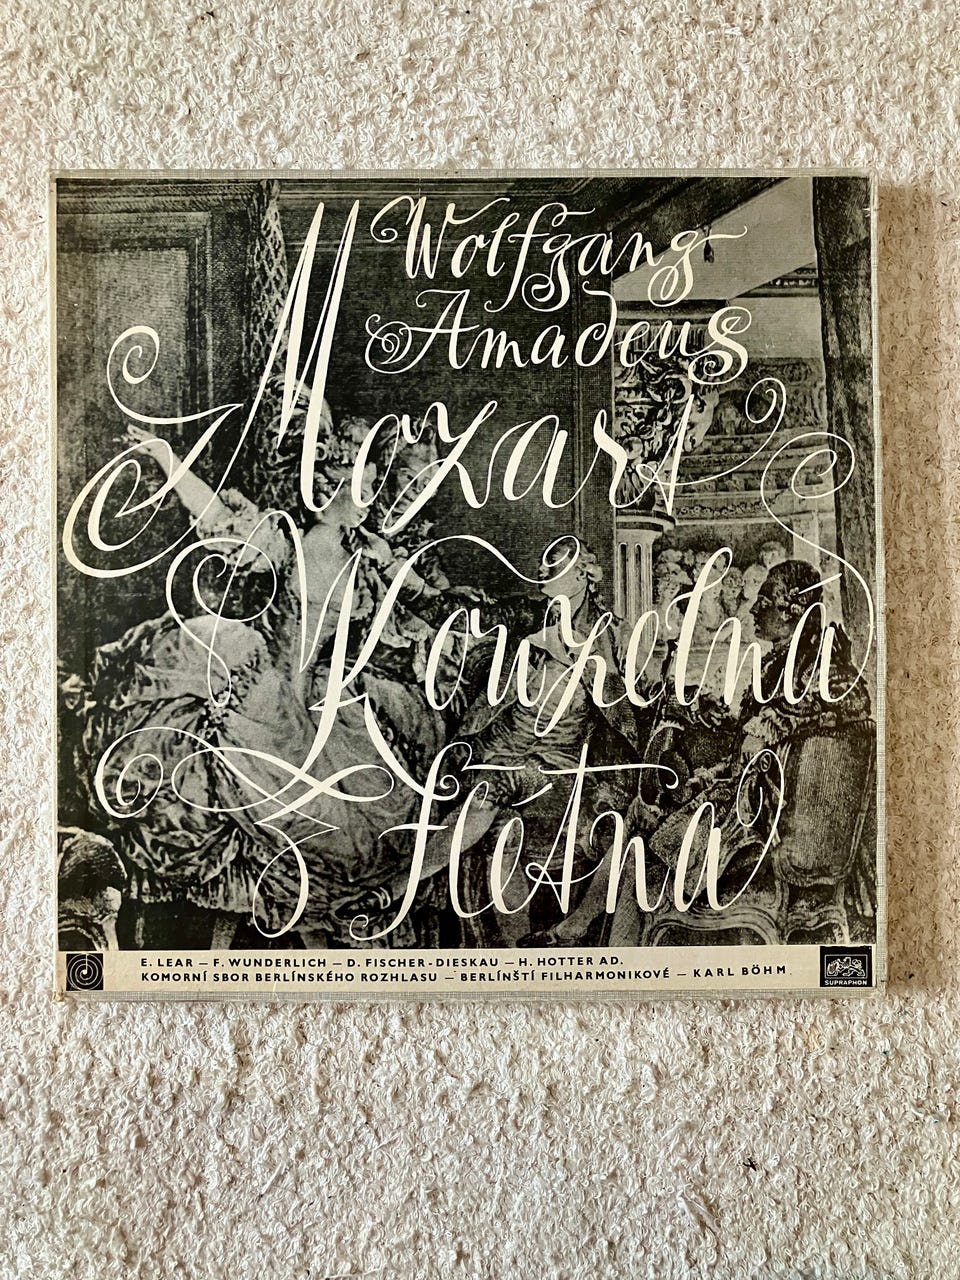 Wolfgang
Amadeus
Mozart
Kouzelná
flétna
E. LEAR — F. WUNDERLICH — D. FISCHER-DIESKAU — H. HOTTER AD.
KOMORNÍ SBOR BERLÍNSKÉHO ROZHLASU — BERLÍNŠTÍ FILHARMONIKOVÉ — KARL BÖHM
SUPRAPHON